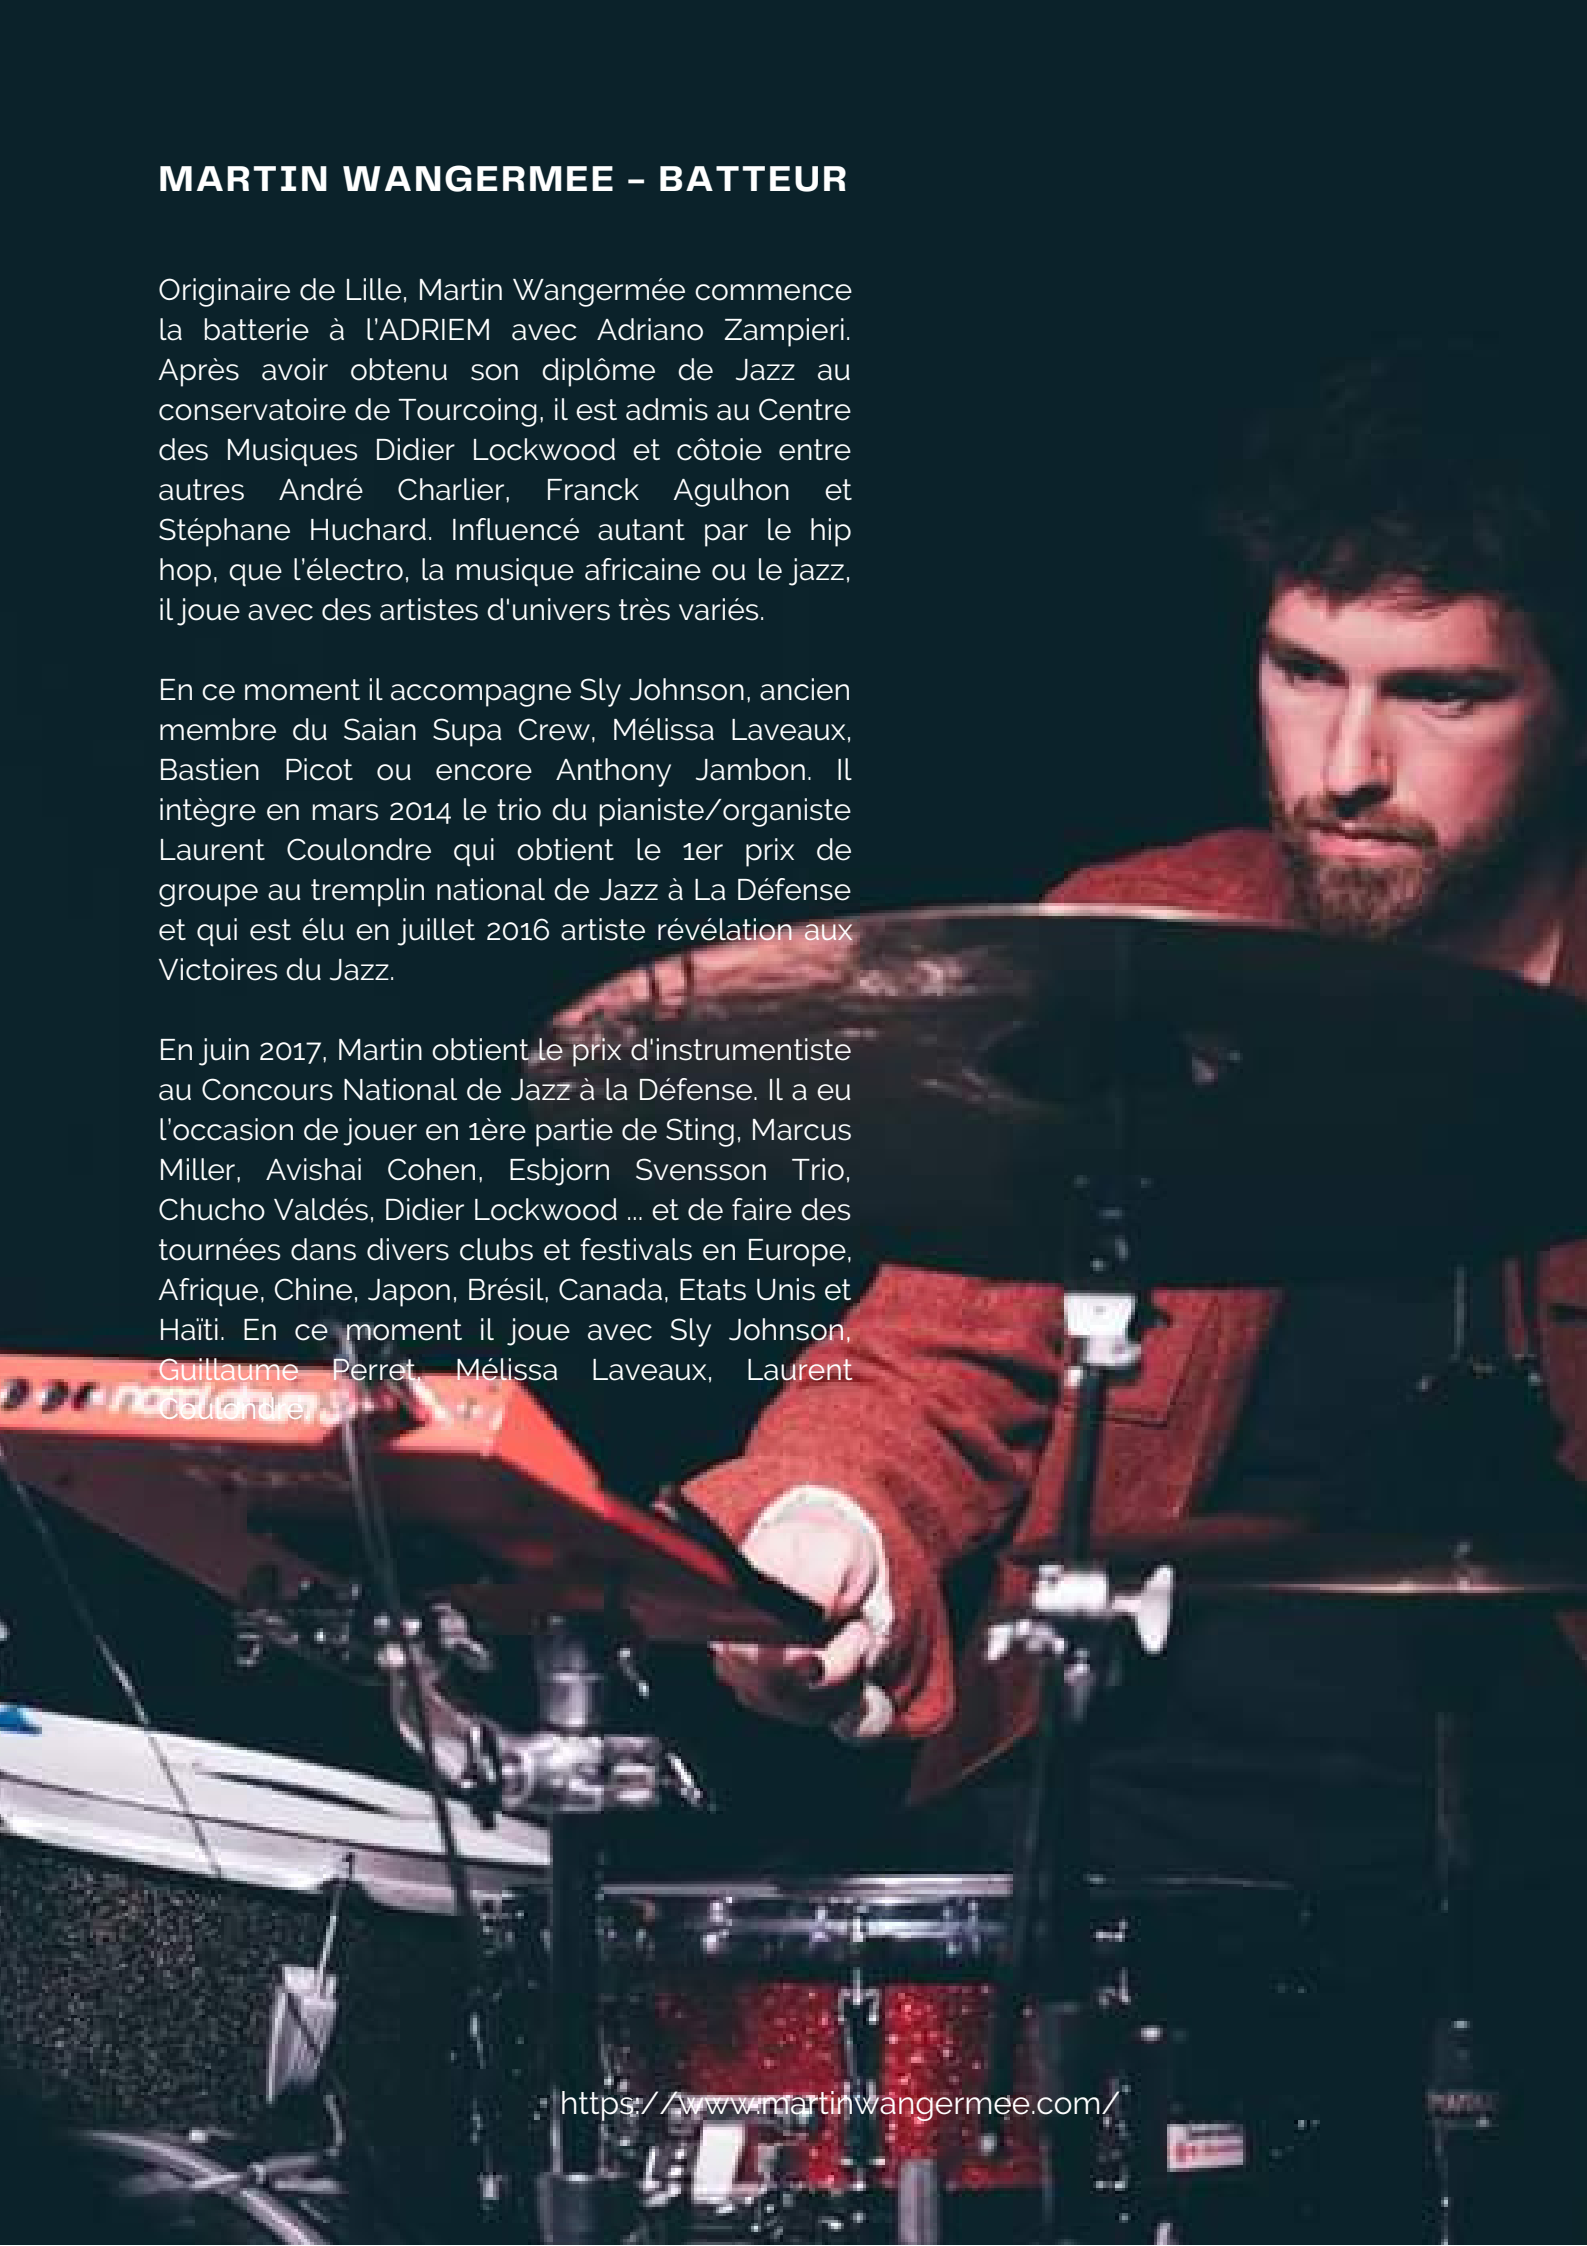 MARTIN WANGERMEE – BATTEUR
Originaire de Lille, Martin Wangermée commence
la batterie à l’ADRIEM avec Adriano Zampieri.
Après avoir obtenu son diplôme de Jazz au
conservatoire de Tourcoing, il est admis au Centre
des Musiques Didier Lockwood et côtoie entre
autres André Charlier, Franck Agulhon et
Stéphane Huchard. Influencé autant par le hip
hop, que l’électro, la musique africaine ou le jazz,
il joue avec des artistes d'univers très variés.
En ce moment il accompagne Sly Johnson, ancien
membre du Saian Supa Crew, Mélissa Laveaux,
Bastien Picot ou encore Anthony Jambon. Il
intègre en mars 2014 le trio du pianiste/organiste
Laurent Coulondre qui obtient le 1er prix de
groupe au tremplin national de Jazz à La Défense
et qui est élu en juillet 2016 artiste révélation aux
Victoires du Jazz.
En juin 2017, Martin obtient le prix d'instrumentiste
au Concours National de Jazz à la Défense. Il a eu
l’occasion de jouer en 1ère partie de Sting, Marcus
Miller, Avishai Cohen, Esbjorn Svensson Trio,
Chucho Valdés, Didier Lockwood ... et de faire des
tournées dans divers clubs et festivals en Europe,
Afrique, Chine, Japon, Brésil, Canada, Etats Unis et
Haïti. En ce moment il joue avec Sly Johnson,
Guillaume Perret, Mélissa Laveaux, Laurent
Coulondre.
https://www.martinwangermee.com/